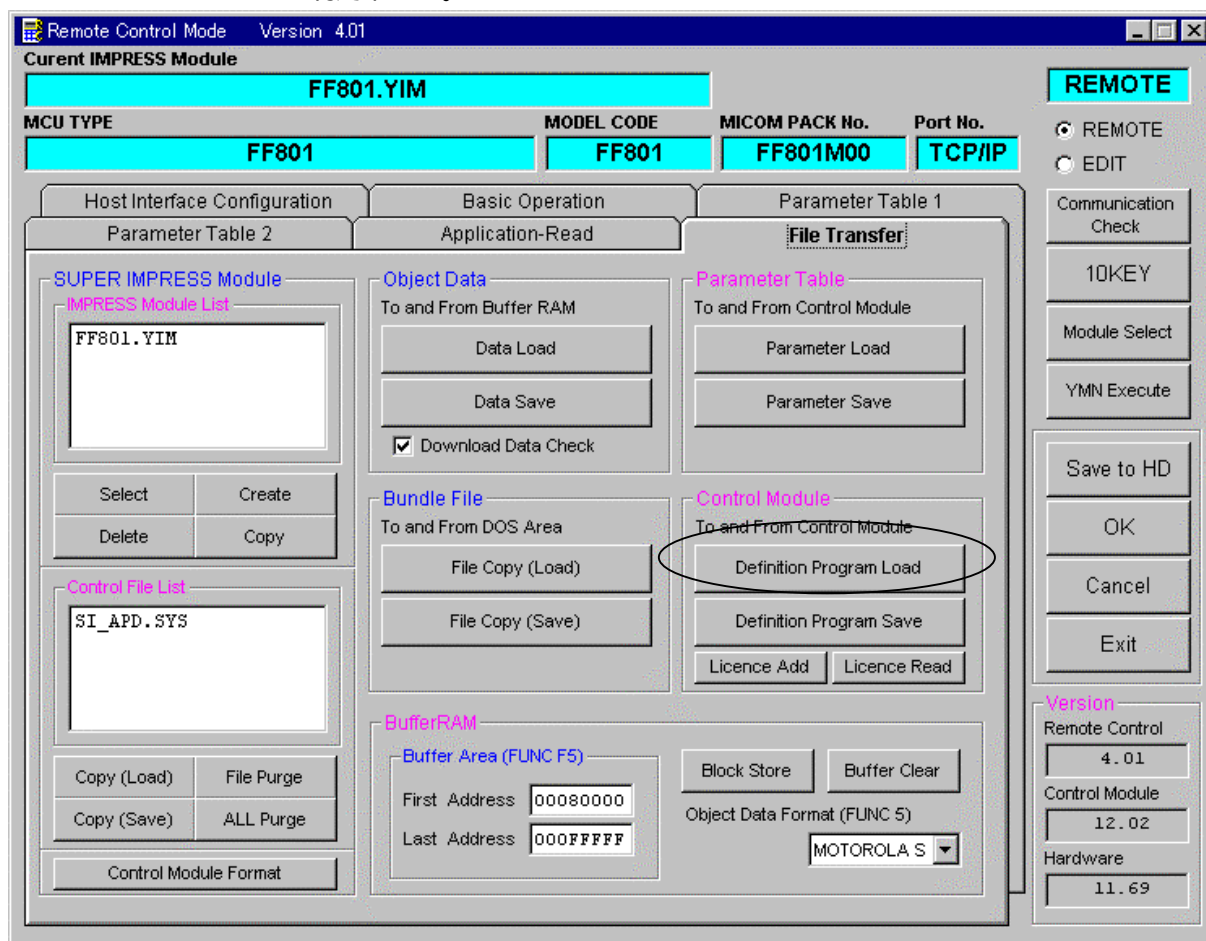 Remote Control Mode Version 4.01
Curent IMPRESS Module
FF801.YIM
MCU TYPE MODEL CODE MICOM PACK No. Port No.
FF801 FF801 FF801M00 TCP/IP
REMOTE
REMOTE
EDIT
Host Interface Configuration Basic Operation Parameter Table 1
Parameter Table 2 Application-Read File Transfer
SUPER IMPRESS Module
IMPRESS Module List
FF801.YIM
Select Create
Delete Copy
Control File List
SI_APD.SYS
Copy (Load) File Purge
Copy (Save) ALL Purge
Control Module Format
Object Data
To and From Buffer RAM
Data Load
Data Save
Download Data Check
Bundle File
To and From DOS Area
File Copy (Load)
File Copy (Save)
Parameter Table
To and From Control Module
Parameter Load
Parameter Save
Control Module
To and From Control Module
Definition Program Load
Definition Program Save
Licence Add Licence Read
BufferRAM
Buffer Area (FUNC F5)
First Address 00080000
Last Address 000FFFFF
Block Store Buffer Clear
Object Data Format (FUNC 5)
MOTOROLA S
Communication Check
10KEY
Module Select
YMN Execute
Save to HD
OK
Cancel
Exit
Version
Remote Control
4.01
Control Module
12.02
Hardware
11.69